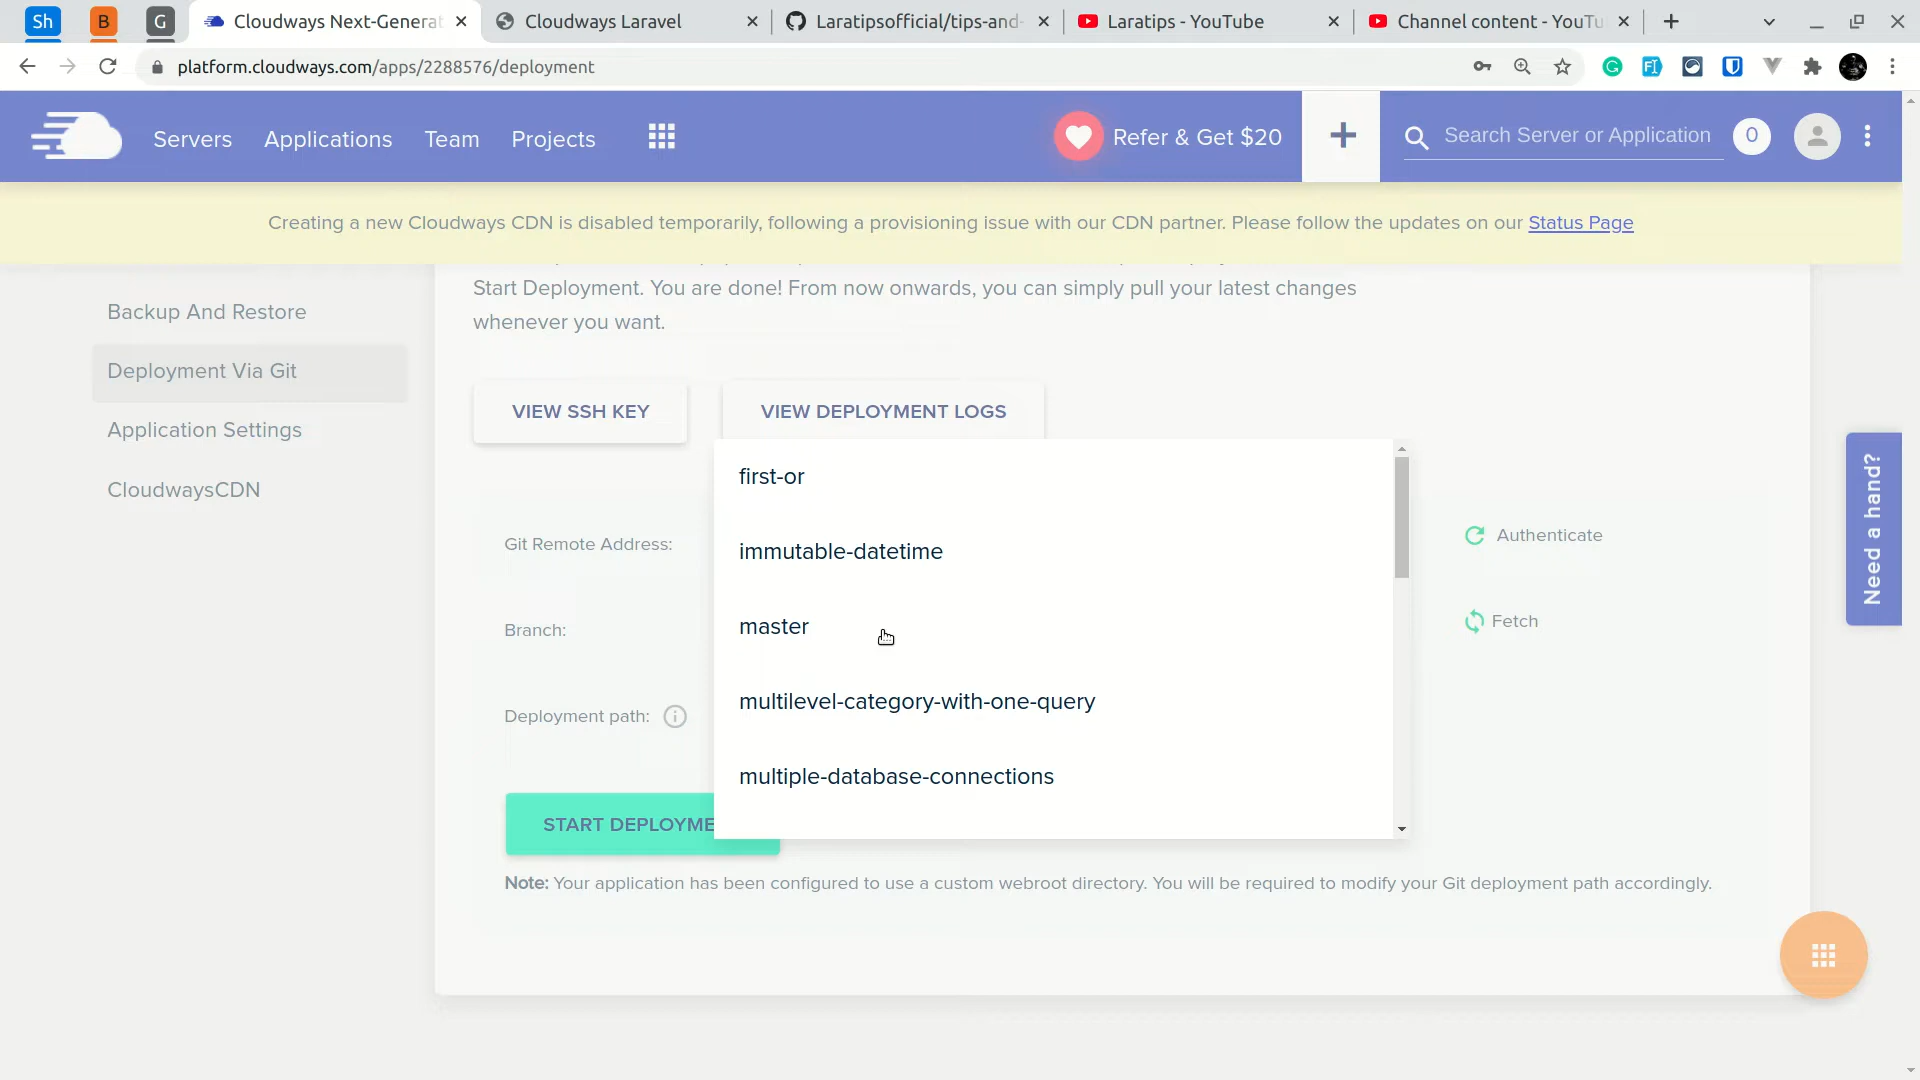 Sh
B
G
Cloudways Next-Generat
Cloudways Laravel
Laratipsofficial/tips-and-
Laratips - YouTube
Channel content - YouTu
platform.cloudways.com/apps/2288576/deployment
Servers
Applications
Team
Projects
Refer & Get $20
Search Server or Application
0
Creating a new Cloudways CDN is disabled temporarily, following a provisioning issue with our CDN partner. Please follow the updates on our Status Page
Start Deployment. You are done! From now onwards, you can simply pull your latest changes
whenever you want.
Backup And Restore
Deployment Via Git
Application Settings
CloudwaysCDN
VIEW SSH KEY
VIEW DEPLOYMENT LOGS
first-or
immutable-datetime
master
multilevel-category-with-one-query
multiple-database-connections
Git Remote Address:
Authenticate
Branch:
Fetch
Deployment path:
START DEPLOYME
Note: Your application has been configured to use a custom webroot directory. You will be required to modify your Git deployment path accordingly.
Need a hand?